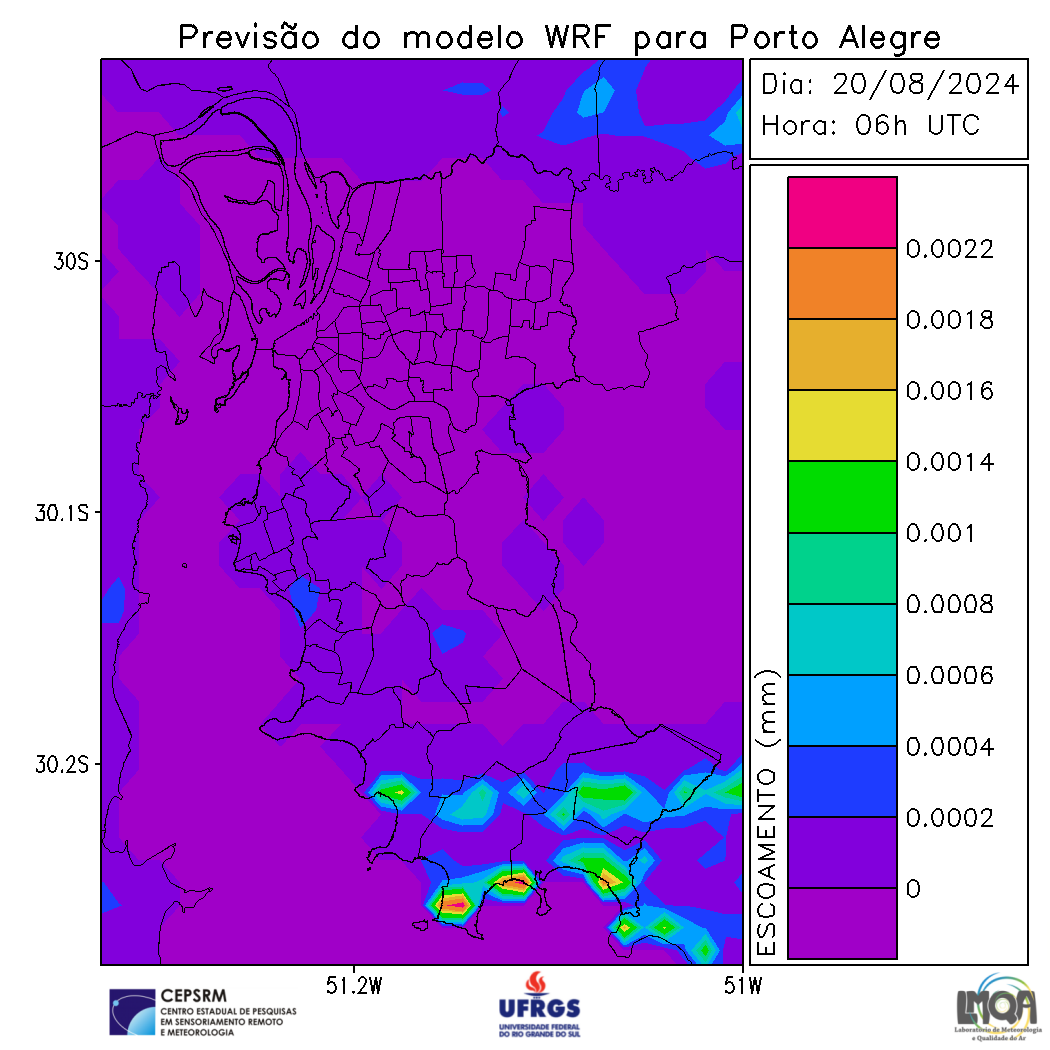 Previsão do modelo WRF para Porto Alegre
Dia: 20/08/2024
Hora: 06h UTC
30S
30.1S
30.2S
51.2W
51W
ESCOAMENTO (mm)
0.0022
0.0018
0.0016
0.0014
0.001
0.0008
0.0006
0.0004
0.0002
0
CEPSRM
CENTRO ESTADUAL DE PESQUISAS
EM SENSORIAMENTO REMOTO
E METEOROLOGIA
UFRGS
UNIVERSIDADE FEDERAL
DO RIO GRANDE DO SUL
LMQA
Laboratório de Meteorologia
e Qualidade do Ar